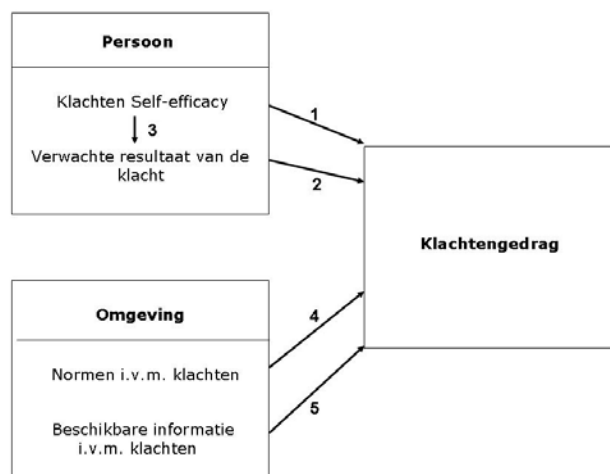 Persoon
Klachten Self-efficacy
3
Verwachte resultaat van de
klacht
1
2
Klachtengedrag
Omgeving
Normen i.v.m. klachten
Beschikbare informatie
i.v.m. klachten
4
5